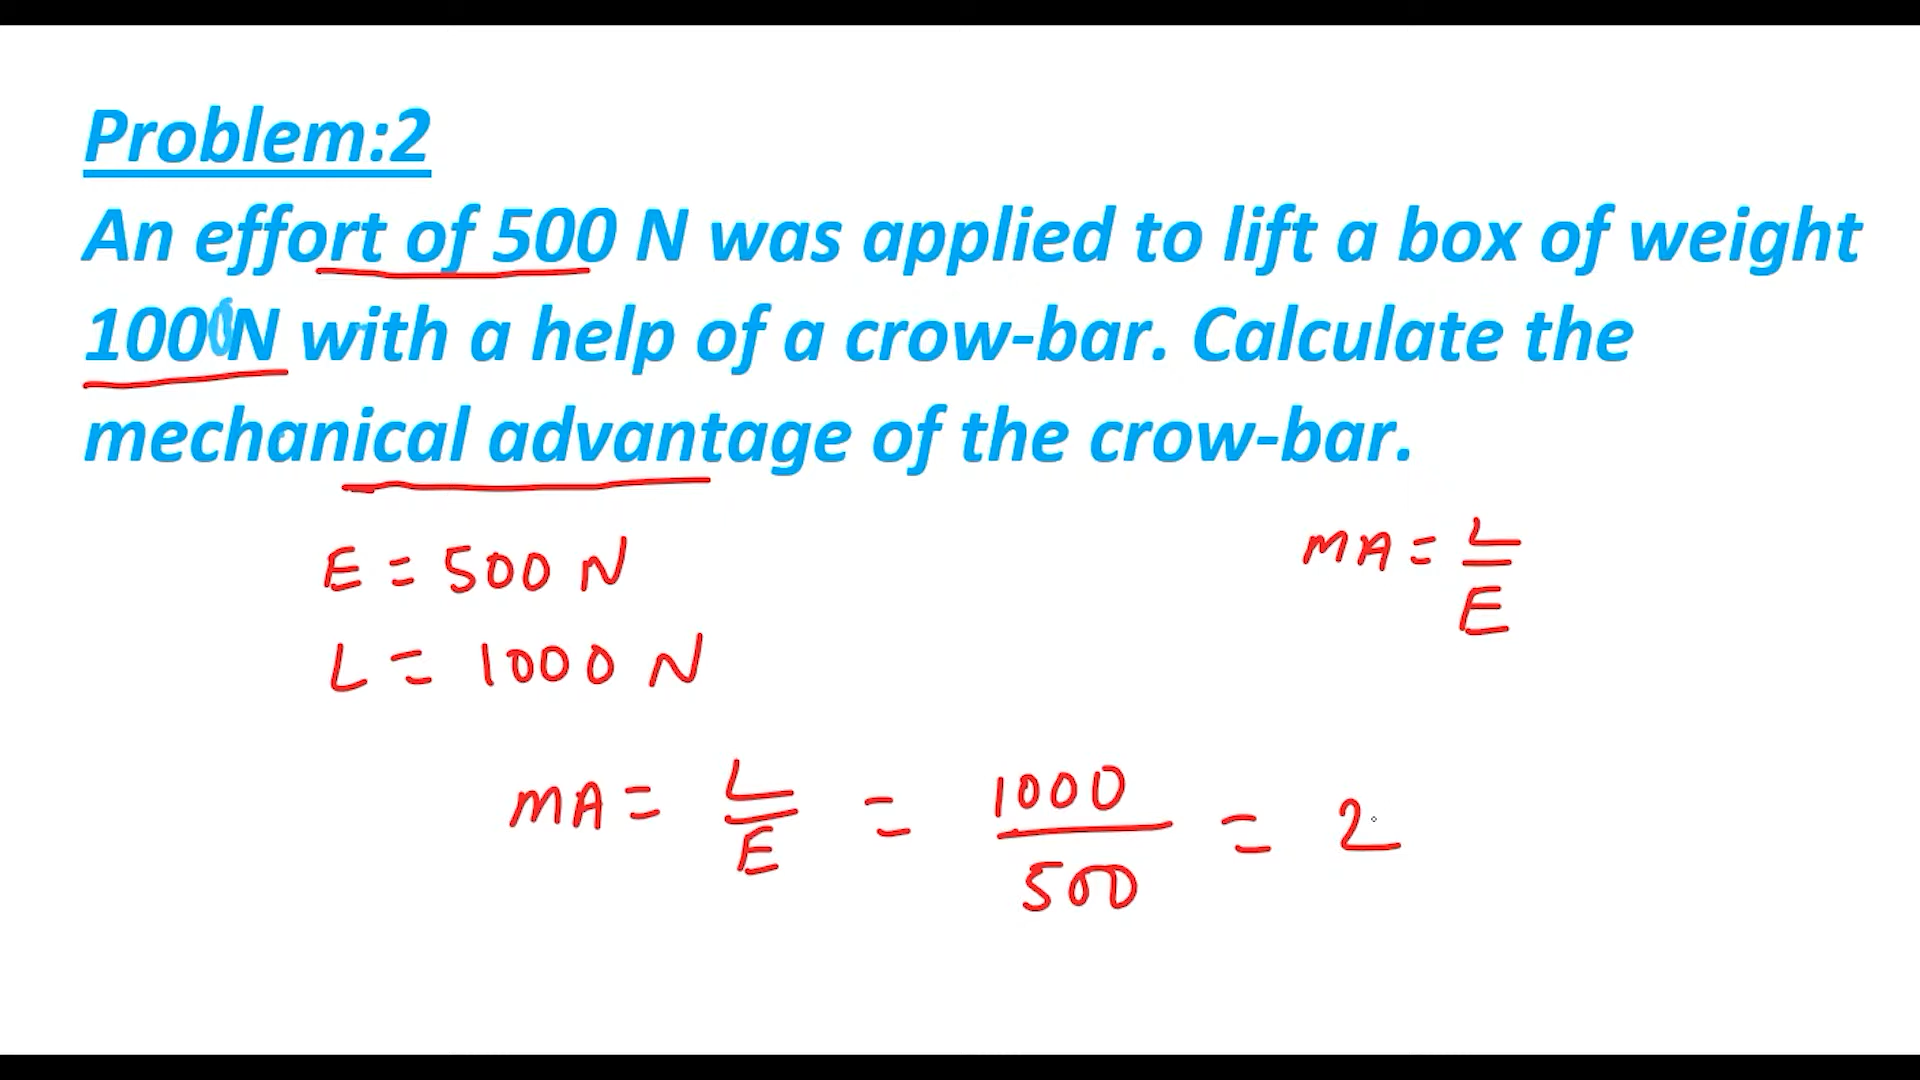 Problem:2
An effort of 500 N was applied to lift a box of weight
1000N with a help of a crow-bar. Calculate the
mechanical advantage of the crow-bar.
E = 500 N
MA = L/E
L = 1000 N
MA = L/E = 1000/500 = 2